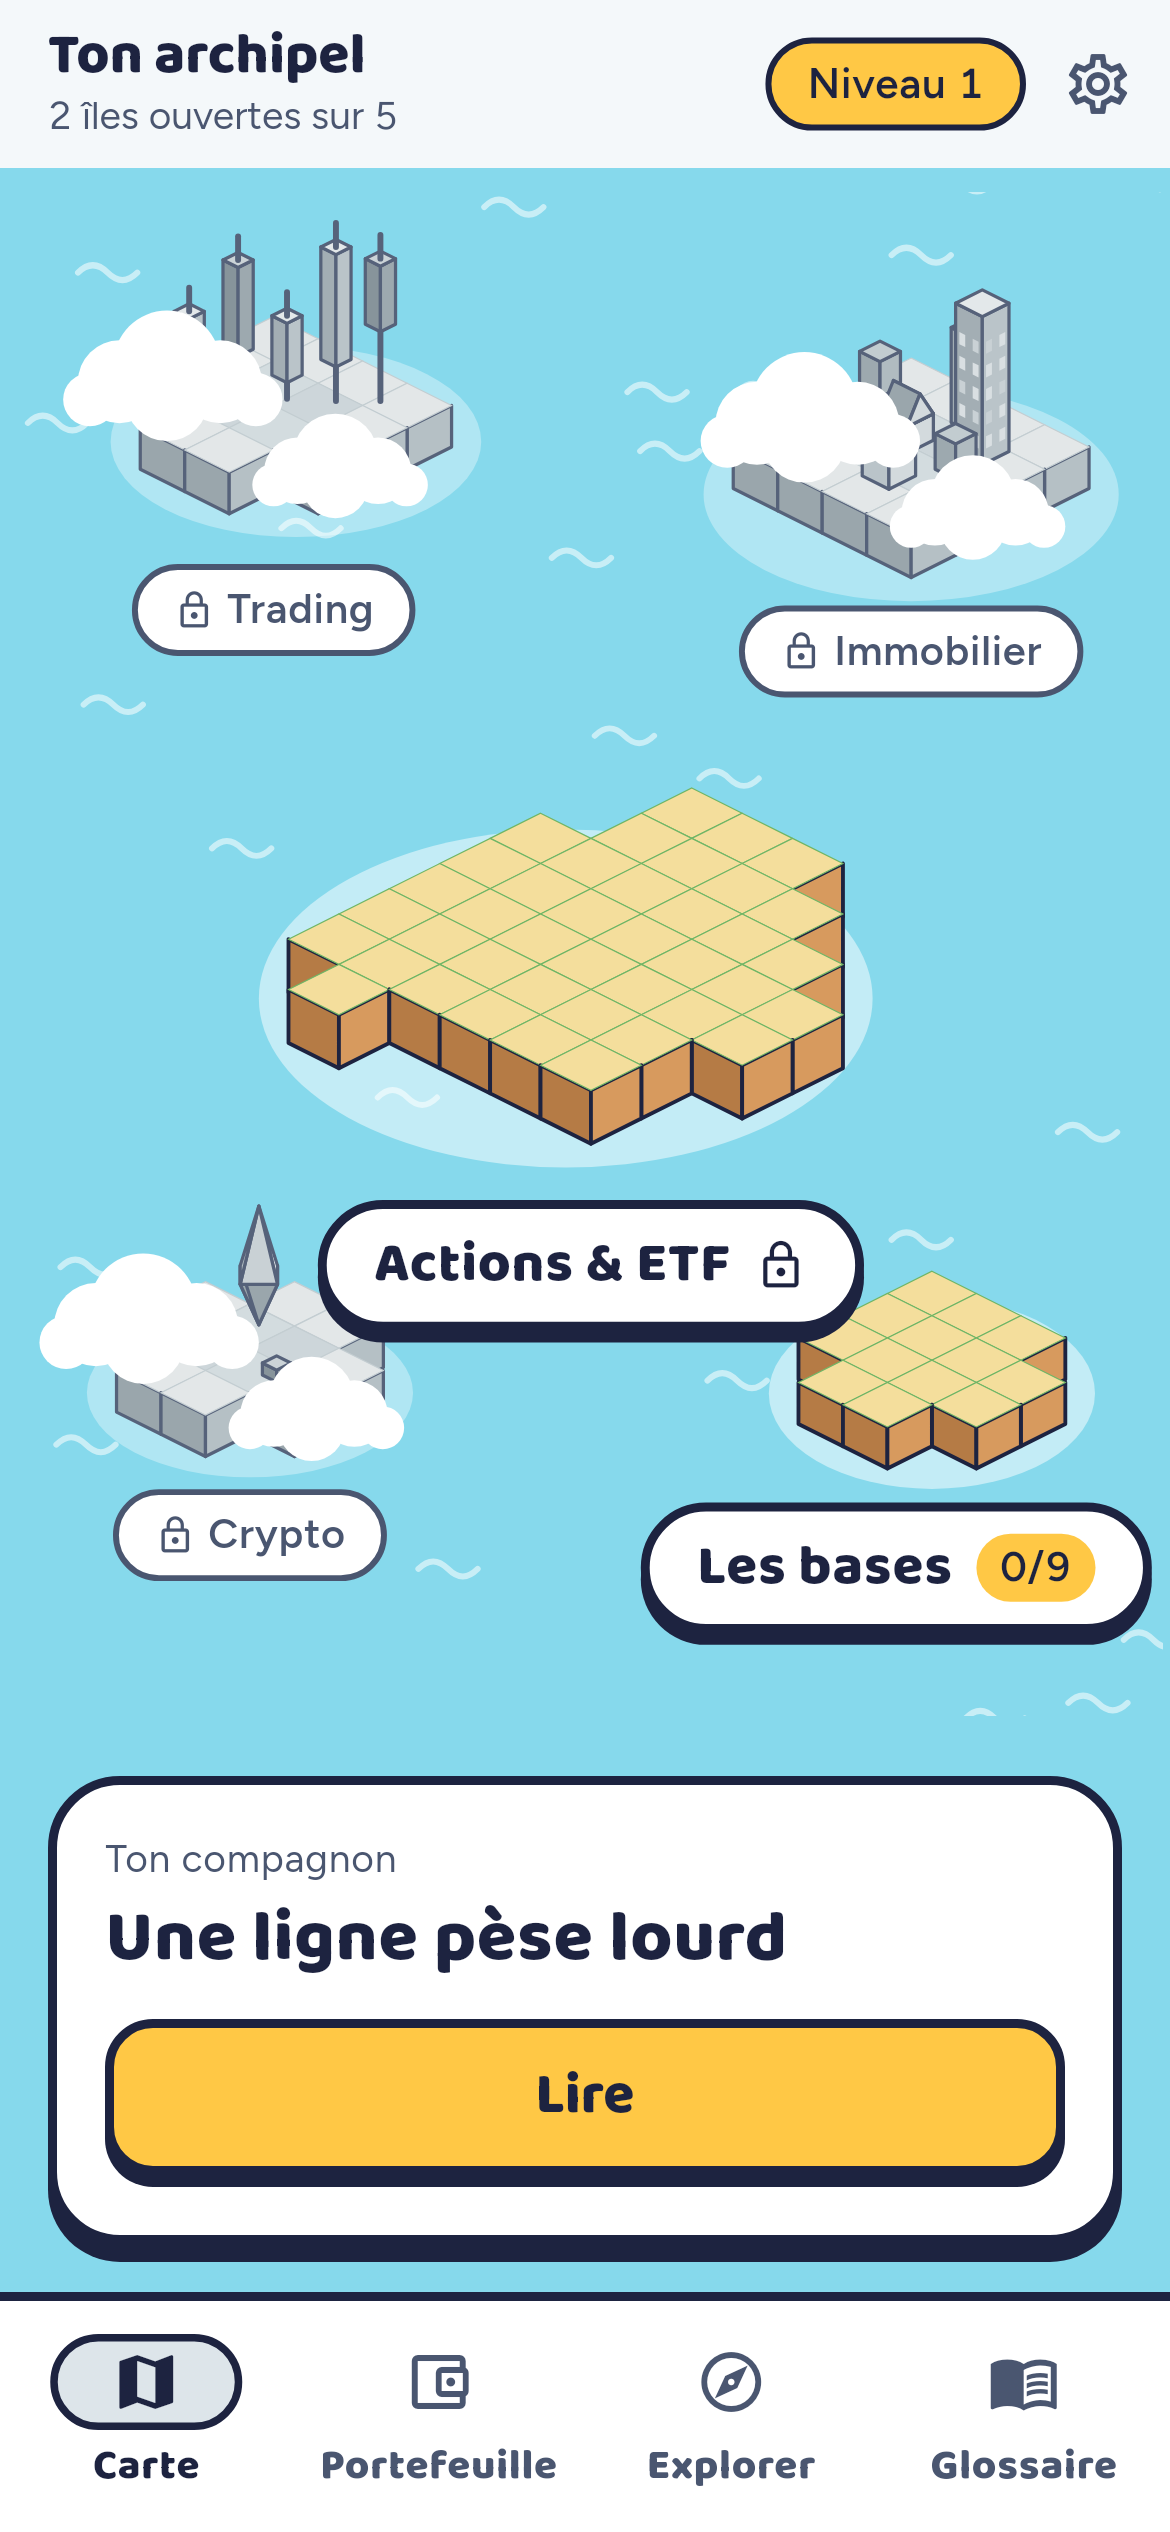 Ton archipel
2 îles ouvertes sur 5
Niveau 1
Trading
Immobilier
Actions & ETF
Crypto
Les bases 0/9
Ton compagnon
Une ligne pèse lourd
Lire
Carte
Portefeuille
Explorer
Glossaire